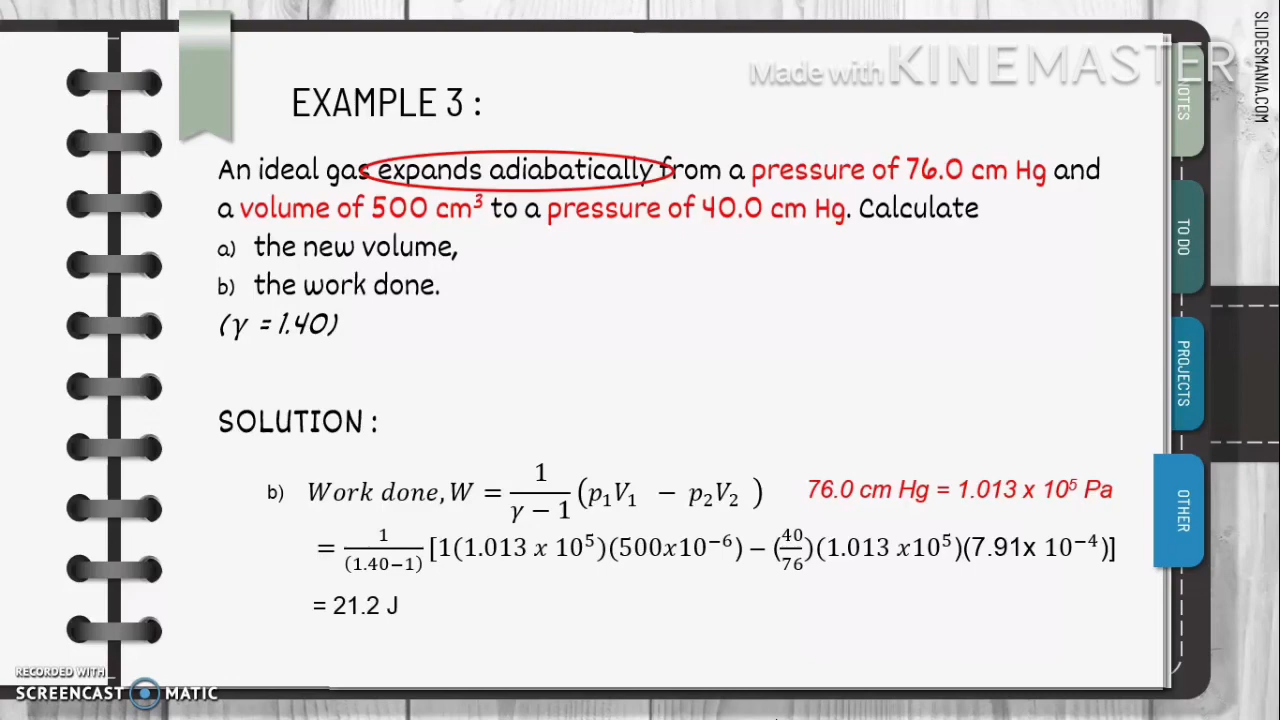 SLIDESMANIA.COM
Made with KINEMASTER
NOTES
EXAMPLE 3 :
An ideal gas expands adiabatically from a pressure of 76.0 cm Hg and
a volume of 500 cm³ to a pressure of 40.0 cm Hg. Calculate
a) the new volume,
b) the work done.
(γ = 1.40)
TO DO
PROJECTS
SOLUTION :
b) Work done, W = 1/(γ − 1) (p₁V₁ − p₂V₂ ) 76.0 cm Hg = 1.013 x 10⁵ Pa
= 1/(1.40−1) [1(1.013 x 10⁵)(500x10⁻⁶) − (40/76)(1.013 x10⁵)(7.91x 10⁻⁴)]
= 21.2 J
OTHER
RECORDED WITH
SCREENCAST MATIC